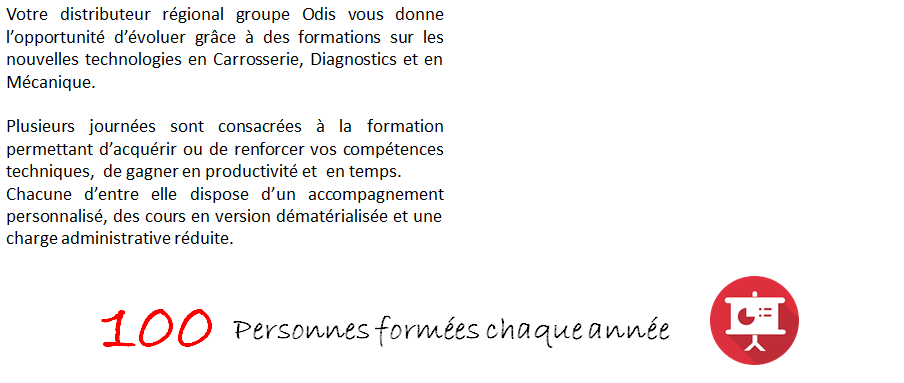 Votre distributeur régional groupe Odis vous donne
l’opportunité d’évoluer grâce à des formations sur les
nouvelles technologies en Carrosserie, Diagnostics et en
Mécanique.
Plusieurs journées sont consacrées à la formation
permettant d’acquérir ou de renforcer vos compétences
techniques, de gagner en productivité et en temps.
Chacune d’entre elle dispose d’un accompagnement
personnalisé, des cours en version dématérialisée et une
charge administrative réduite.
100 Personnes formées chaque année